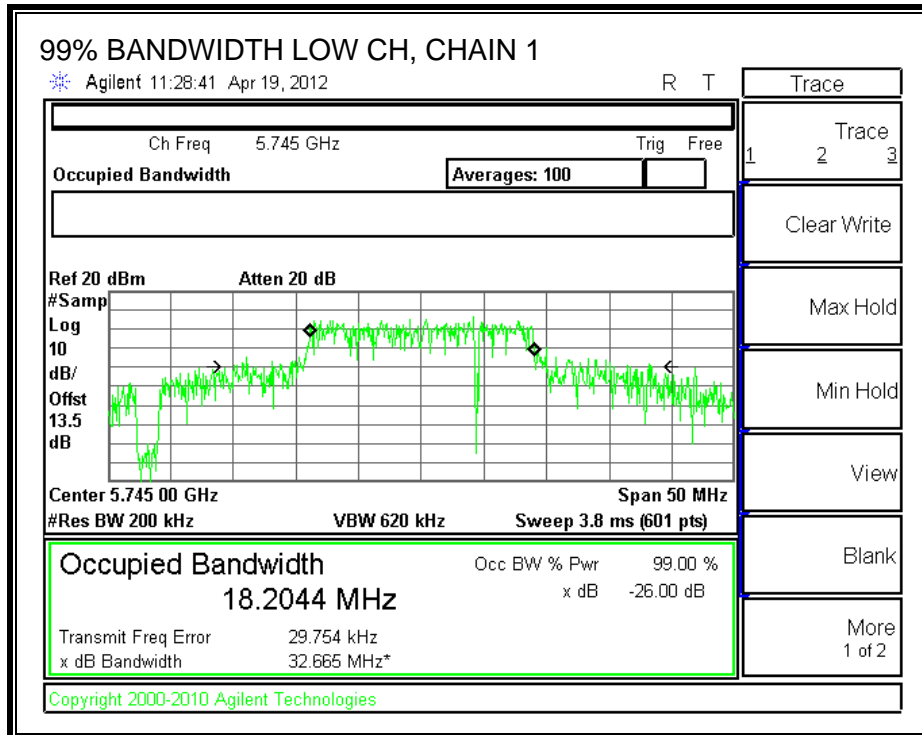 99% BANDWIDTH LOW CH, CHAIN 1
Agilent 11:28:41 Apr 19, 2012 R T
Trace
Ch Freq 5.745 GHz Trig Free
Occupied Bandwidth Averages: 100
Ref 20 dBm Atten 20 dB
#Samp
Log
10
dB/
Offst
13.5
dB
Center 5.745 00 GHz Span 50 MHz
#Res BW 200 kHz VBW 620 kHz Sweep 3.8 ms (601 pts)
Occupied Bandwidth Occ BW % Pwr 99.00 %
18.2044 MHz x dB -26.00 dB
Transmit Freq Error 29.754 kHz
x dB Bandwidth 32.665 MHz*
Copyright 2000-2010 Agilent Technologies
Trace
1 2 3
Clear Write
Max Hold
Min Hold
View
Blank
More
1 of 2